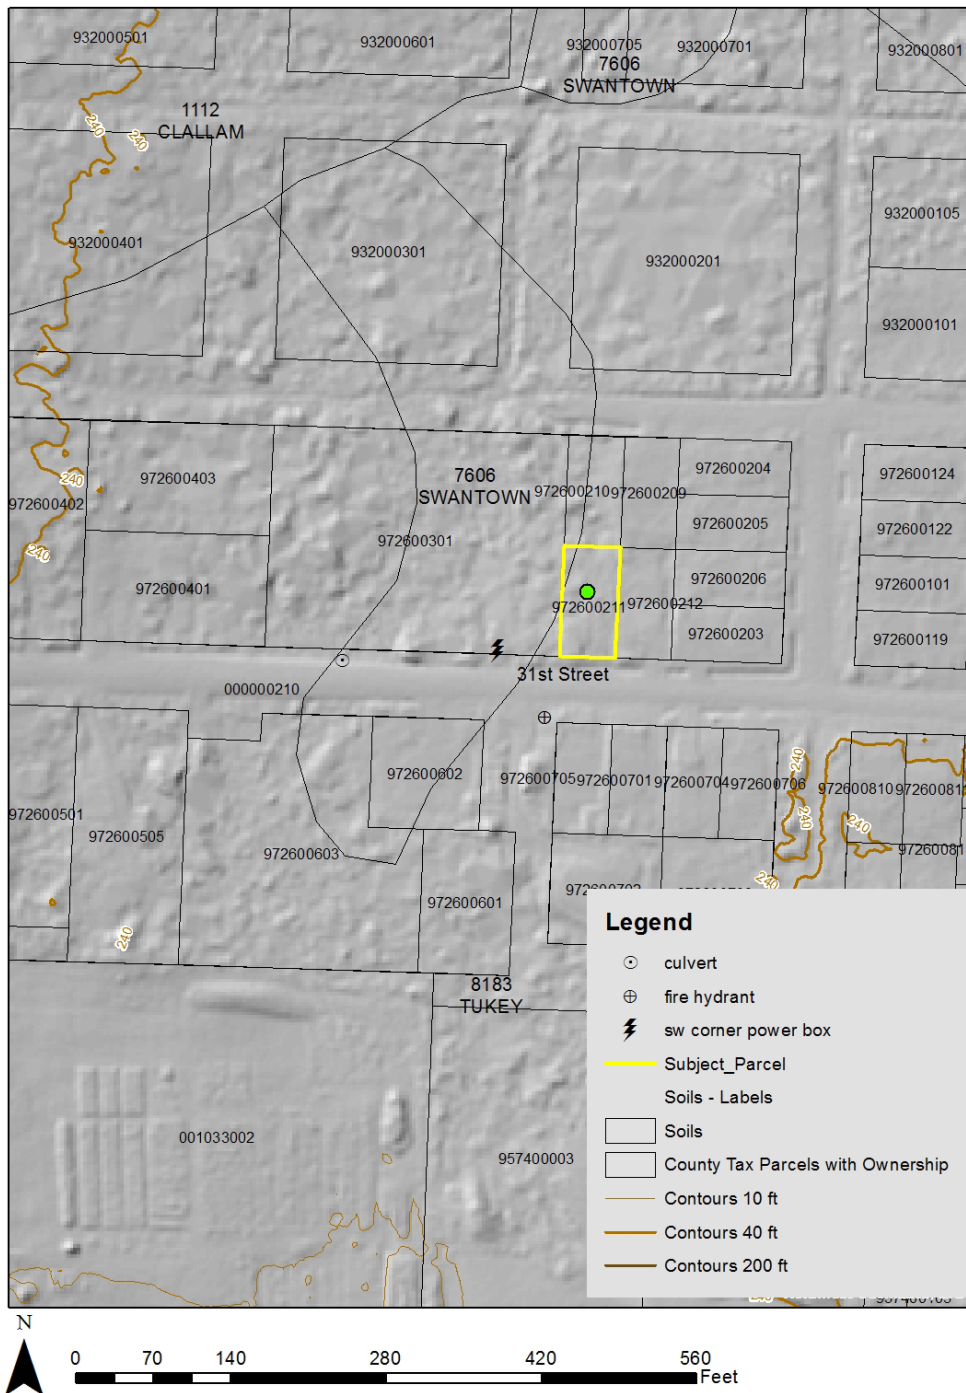 932000501
932000601
932000705
932000701
932000801
7606
SWANTOWN
1112
CLALLAM
240
240
932000401
932000301
932000201
932000105
932000101
972600403
972600402
240
240
972600401
7606
SWANTOWN
972600301
972600210
972600209
972600204
972600205
972600206
972600203
972600211
972600212
972600124
972600122
972600101
972600119
31st Street
000000210
972600602
972600705
972600701
972600704
972600706
240
240
240
972600810
972600501
972600505
972600603
972600601
240
240
8183
TUKEY
001033002
957400003
Legend
culvert
fire hydrant
sw corner power box
Subject_Parcel
Soils - Labels
Soils
County Tax Parcels with Ownership
Contours 10 ft
Contours 40 ft
Contours 200 ft
N
0 70 140 280 420 560
Feet